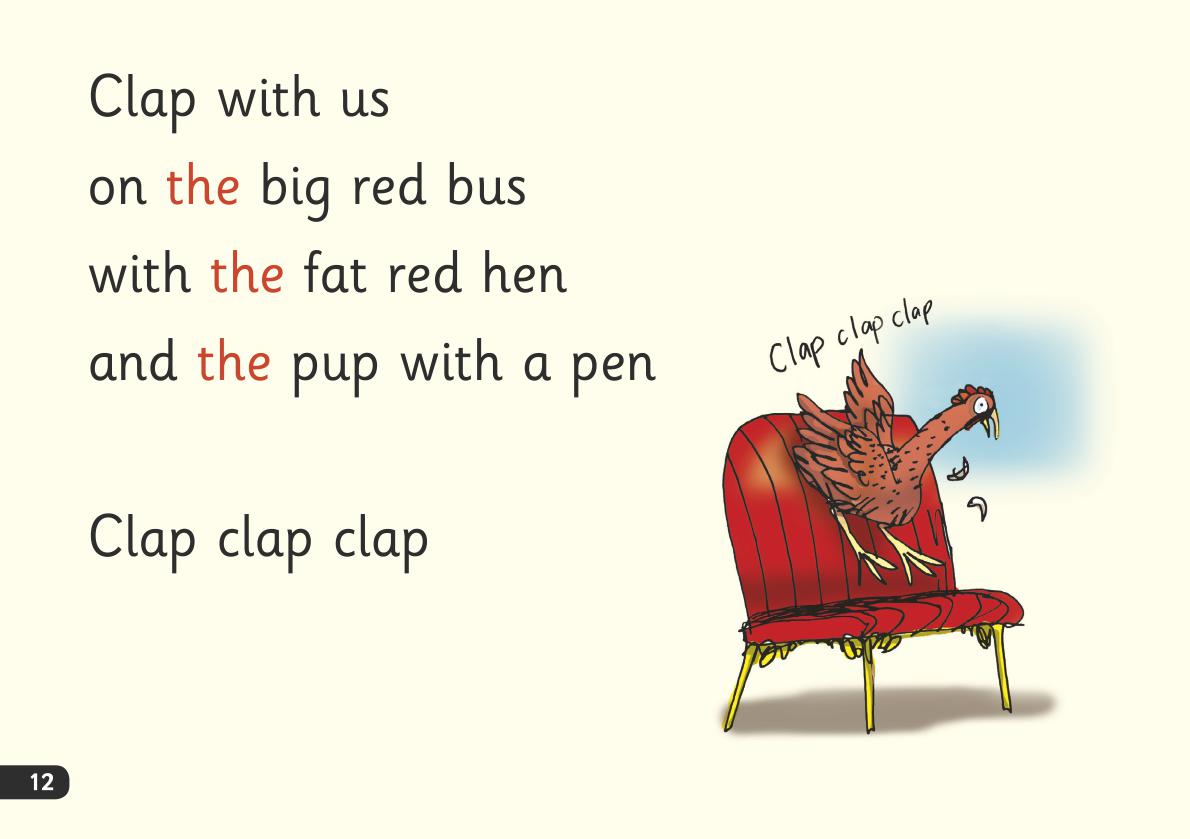 Clap with us
on the big red bus
with the fat red hen
and the pup with a pen
Clap clap clap
Clap clap clap
12